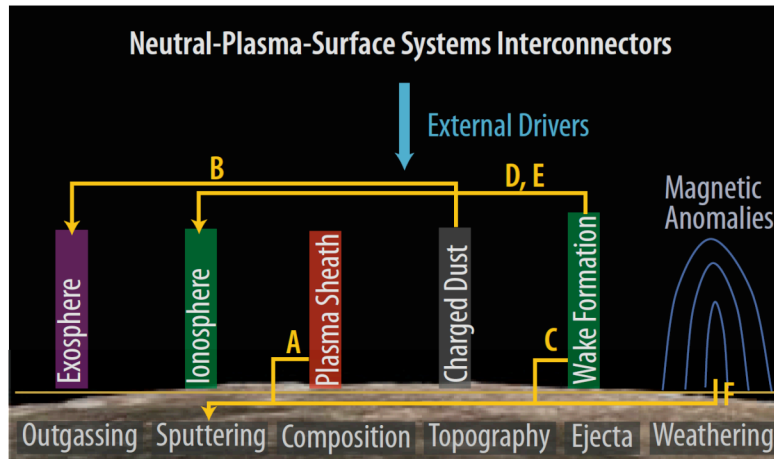 Neutral-Plasma-Surface Systems Interconnectors
External Drivers
B
D, E
Magnetic
Anomalies
Exosphere
Ionosphere
Plasma Sheath
Charged Dust
Wake Formation
A
C
F
Outgassing
Sputtering
Composition
Topography
Ejecta
Weathering